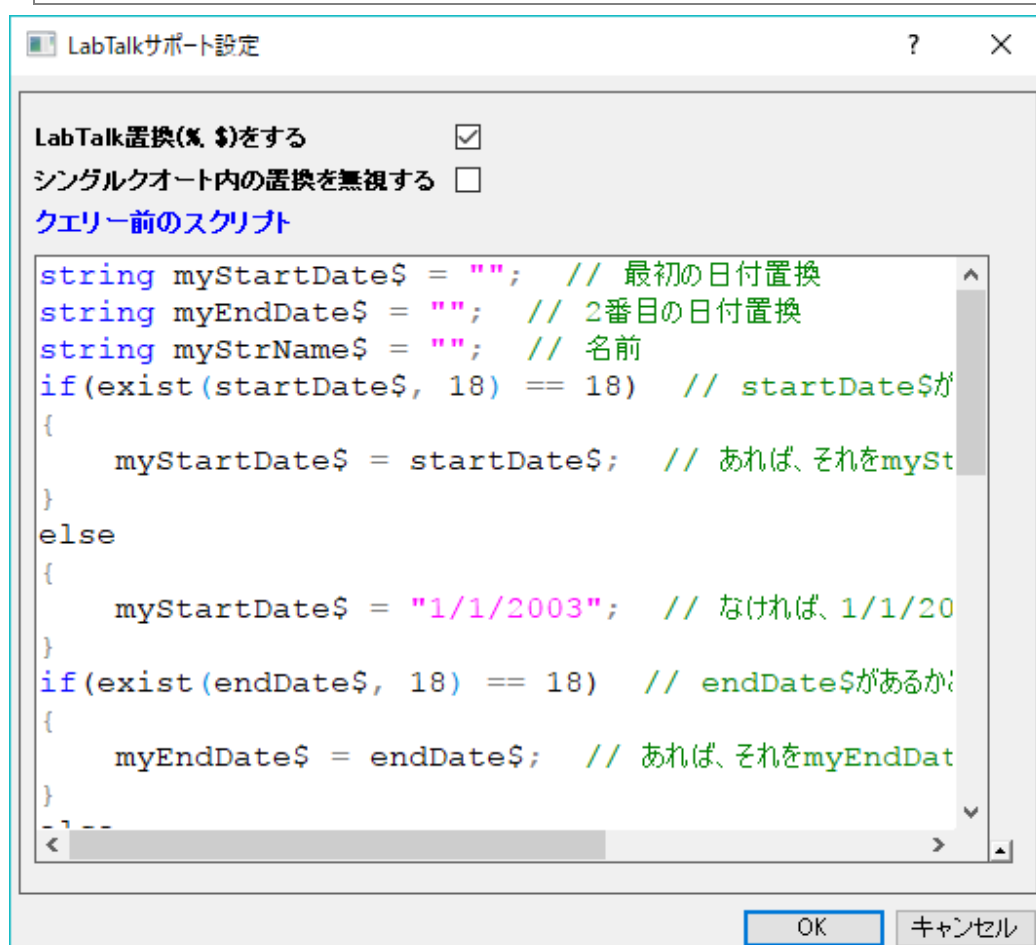 LabTalkサポート設定 ?
LabTalk置換(%, $)をする
シングルクオート内の置換を無視する
クエリー前のスクリプト
string myStartDate$ = "";  // 最初の日付置換
string myEndDate$ = "";  // 2番目の日付置換
string myStrName$ = "";  // 名前
if(exist(startDate$, 18) == 18)  // startDate$が
{
    myStartDate$ = startDate$;  // あれば、それをmySt
}
else
{
    myStartDate$ = "1/1/2003";  // なければ、1/1/20
}
if(exist(endDate$, 18) == 18)  // endDate$があるか
{
    myEndDate$ = endDate$;  // あれば、それをmyEndDat
}
OK キャンセル